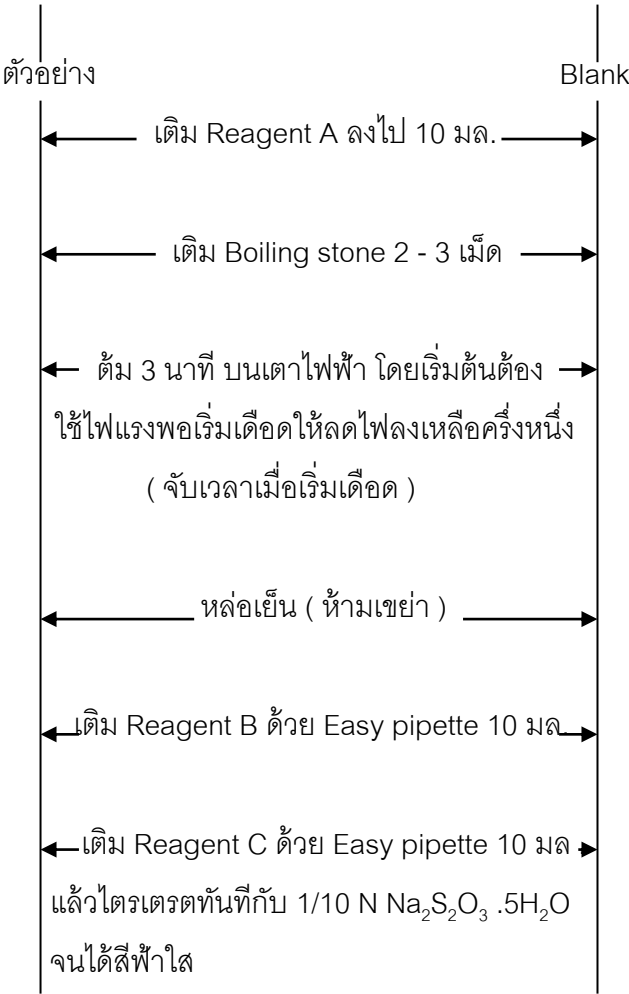 ตัวอย่าง Blank
เติม Reagent A ลงไป 10 มล.
เติม Boiling stone 2 - 3 เม็ด
ต้ม 3 นาที บนเตาไฟฟ้า โดยเริ่มต้นต้อง
ใช้ไฟแรงพอเริ่มเดือดให้ลดไฟลงเหลือครึ่งหนึ่ง
( จับเวลาเมื่อเริ่มเดือด )
หล่อเย็น ( ห้ามเขย่า )
เติม Reagent B ด้วย Easy pipette 10 มล.
เติม Reagent C ด้วย Easy pipette 10 มล
แล้วไตรเตรตทันทีกับ 1/10 N Na₂S₂O₃ .5H₂O
จนได้สีฟ้าใส